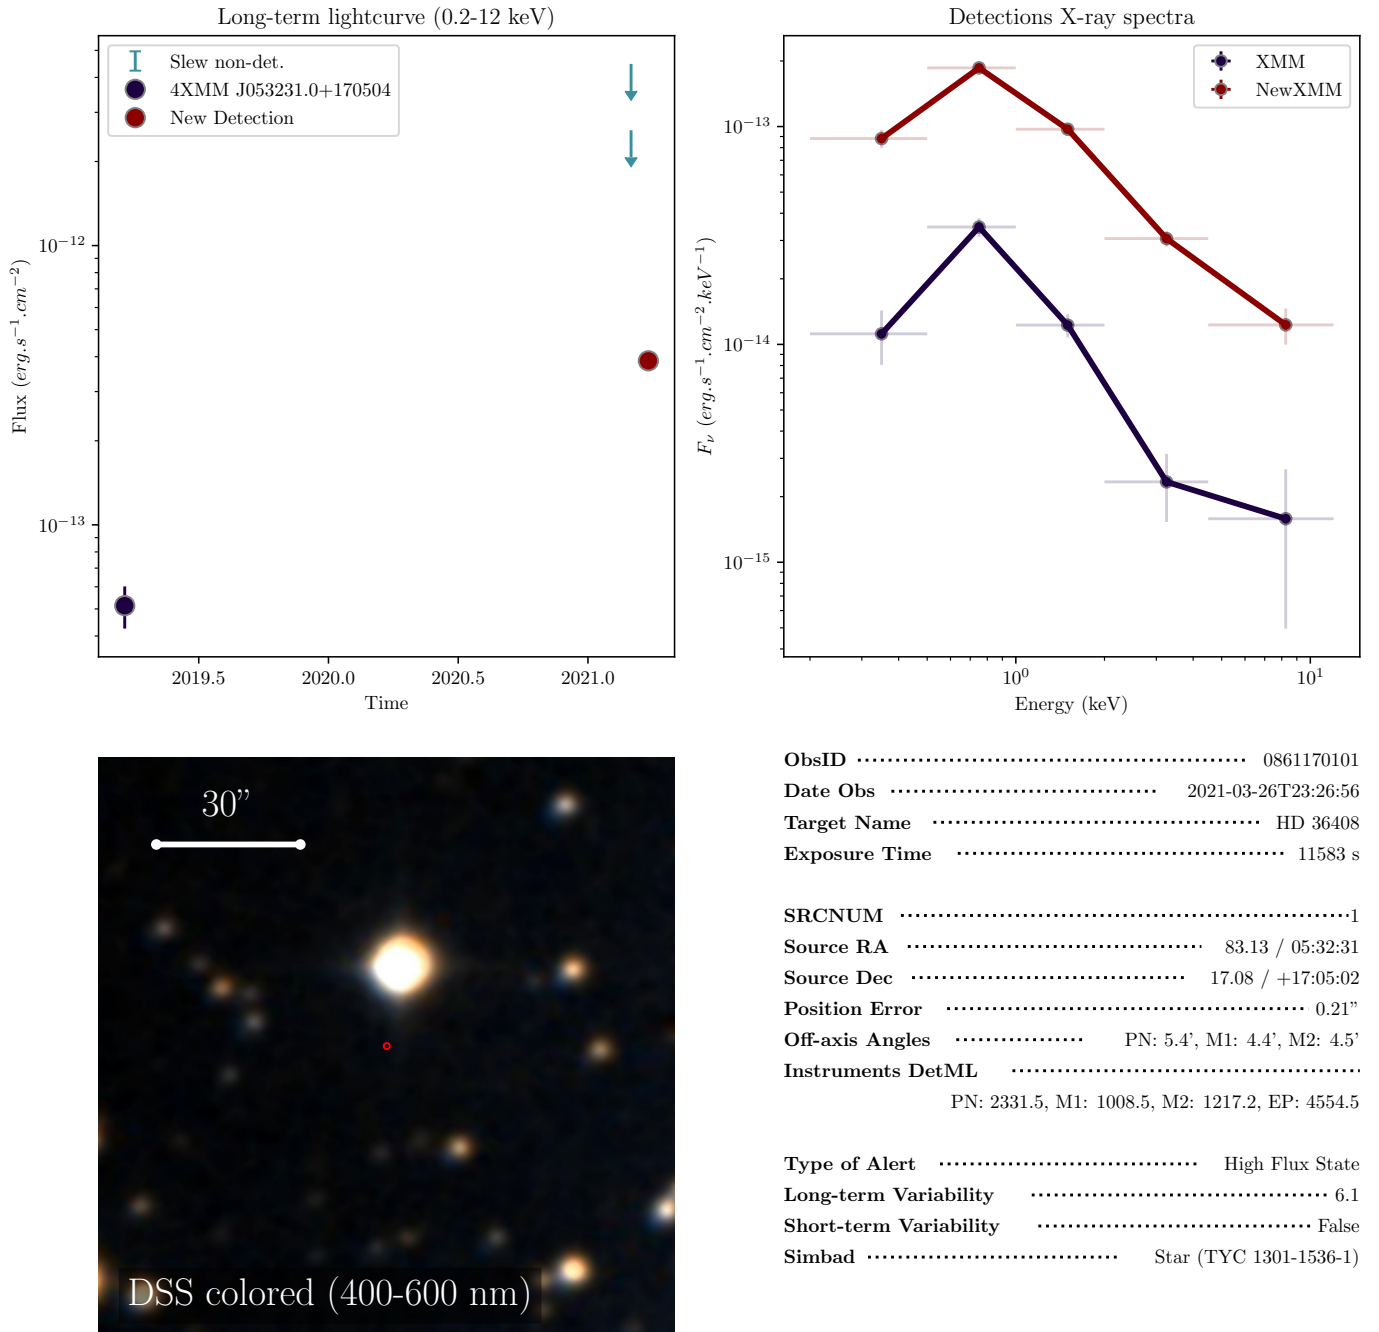 Long-term lightcurve (0.2-12 keV)
Slew non-det.
4XMM J053231.0+170504
New Detection
10⁻¹²
10⁻¹³
Flux (erg.s⁻¹.cm⁻²)
2019.5 2020.0 2020.5 2021.0
Time
Detections X-ray spectra
XMM
NewXMM
10⁻¹³
10⁻¹⁴
10⁻¹⁵
Fν (erg.s⁻¹.cm⁻².keV⁻¹)
10⁰ 10¹
Energy (keV)
30”
DSS colored (400-600 nm)
ObsID 0861170101
Date Obs 2021-03-26T23:26:56
Target Name HD 36408
Exposure Time 11583 s
SRCNUM 1
Source RA 83.13 / 05:32:31
Source Dec 17.08 / +17:05:02
Position Error 0.21”
Off-axis Angles PN: 5.4’, M1: 4.4’, M2: 4.5’
Instruments DetML
PN: 2331.5, M1: 1008.5, M2: 1217.2, EP: 4554.5
Type of Alert High Flux State
Long-term Variability 6.1
Short-term Variability False
Simbad Star (TYC 1301-1536-1)